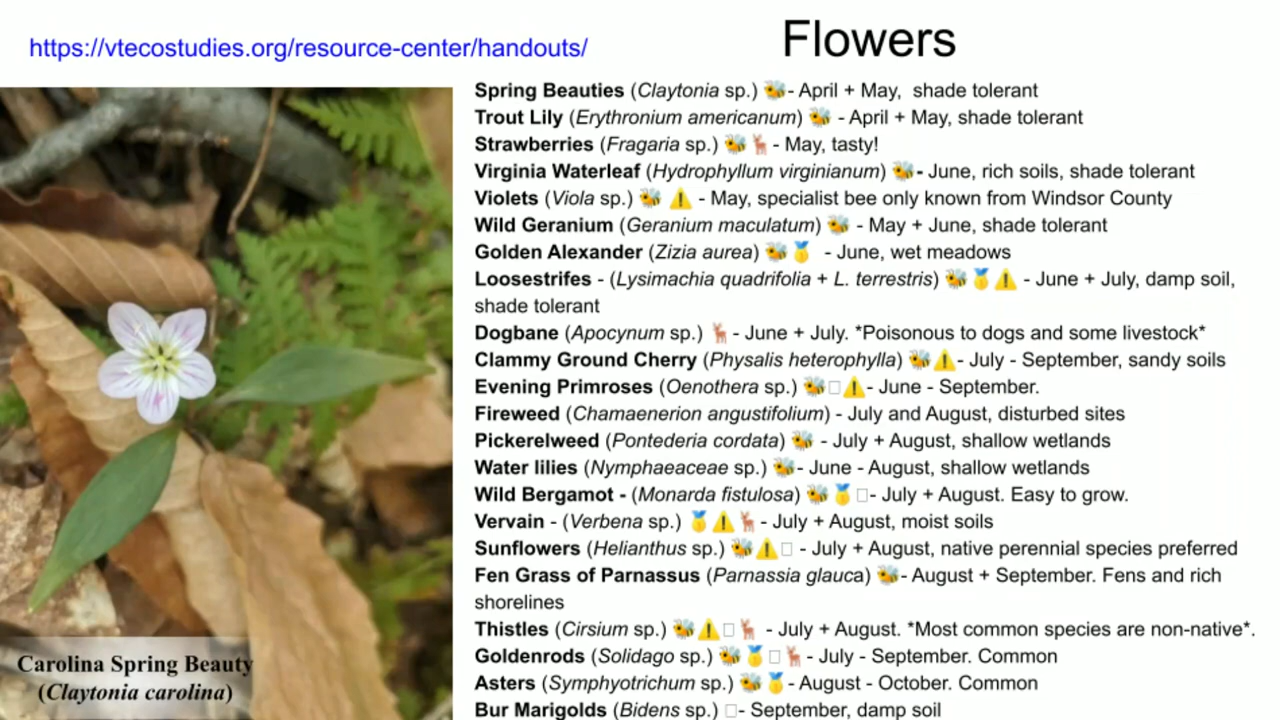 https://vtecostudies.org/resource-center/handouts/
Flowers
Spring Beauties (Claytonia sp.) 🐝- April + May, shade tolerant
Trout Lily (Erythronium americanum) 🐝 - April + May, shade tolerant
Strawberries (Fragaria sp.) 🐝🦌 - May, tasty!
Virginia Waterleaf (Hydrophyllum virginianum) 🐝- June, rich soils, shade tolerant
Violets (Viola sp.) 🐝 ⚠️ - May, specialist bee only known from Windsor County
Wild Geranium (Geranium maculatum) 🐝 - May + June, shade tolerant
Golden Alexander (Zizia aurea) 🐝🥇 - June, wet meadows
Loosestrifes - (Lysimachia quadrifolia + L. terrestris) 🐝🥇⚠️ - June + July, damp soil,
shade tolerant
Dogbane (Apocynum sp.) 🦌- June + July. *Poisonous to dogs and some livestock*
Clammy Ground Cherry (Physalis heterophylla) 🐝⚠️- July - September, sandy soils
Evening Primroses (Oenothera sp.) 🐝□⚠️- June - September.
Fireweed (Chamaenerion angustifolium) - July and August, disturbed sites
Pickerelweed (Pontederia cordata) 🐝 - July + August, shallow wetlands
Water lilies (Nymphaeaceae sp.) 🐝- June - August, shallow wetlands
Wild Bergamot - (Monarda fistulosa) 🐝🥇□- July + August. Easy to grow.
Vervain - (Verbena sp.) 🥇⚠️🦌 - July + August, moist soils
Sunflowers (Helianthus sp.) 🐝⚠️□ - July + August, native perennial species preferred
Fen Grass of Parnassus (Parnassia glauca) 🐝- August + September. Fens and rich
shorelines
Thistles (Cirsium sp.) 🐝⚠️□🦌 - July + August. *Most common species are non-native*.
Goldenrods (Solidago sp.) 🐝🥇□🦌 - July - September. Common
Asters (Symphyotrichum sp.) 🐝🥇- August - October. Common
Bur Marigolds (Bidens sp.) □- September, damp soil
Carolina Spring Beauty
(Claytonia carolina)